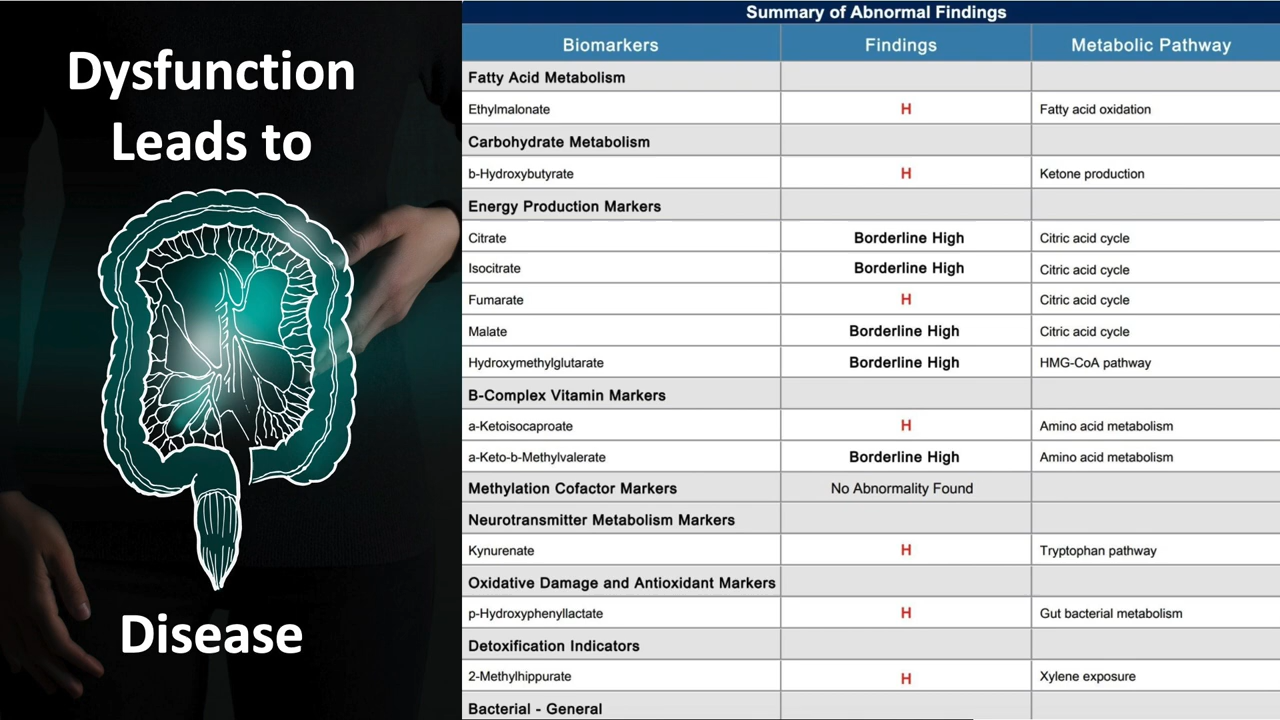 Dysfunction
Leads to
Disease
Summary of Abnormal Findings
Biomarkers Findings Metabolic Pathway
Fatty Acid Metabolism
Ethylmalonate H Fatty acid oxidation
Carbohydrate Metabolism
b-Hydroxybutyrate H Ketone production
Energy Production Markers
Citrate Borderline High Citric acid cycle
Isocitrate Borderline High Citric acid cycle
Fumarate H Citric acid cycle
Malate Borderline High Citric acid cycle
Hydroxymethylglutarate Borderline High HMG-CoA pathway
B-Complex Vitamin Markers
a-Ketoisocaproate H Amino acid metabolism
a-Keto-b-Methylvalerate Borderline High Amino acid metabolism
Methylation Cofactor Markers No Abnormality Found
Neurotransmitter Metabolism Markers
Kynurenate H Tryptophan pathway
Oxidative Damage and Antioxidant Markers
p-Hydroxyphenyllactate H Gut bacterial metabolism
Detoxification Indicators
2-Methylhippurate H Xylene exposure
Bacterial - General